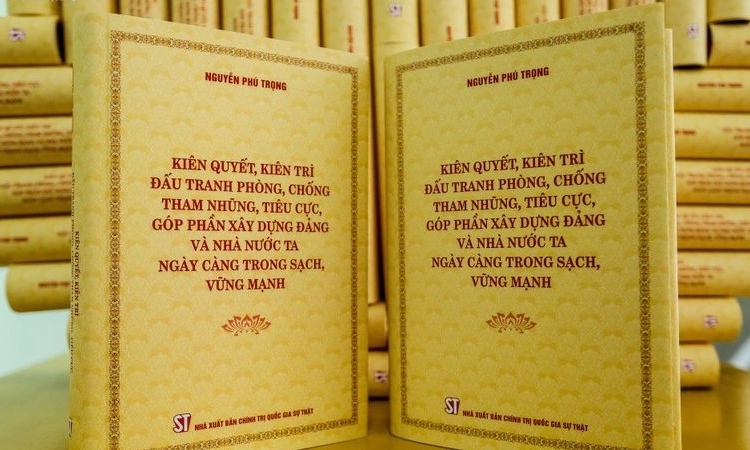 NGUYỄN PHÚ TRỌNG
KIÊN QUYẾT, KIÊN TRÌ
ĐẤU TRANH PHÒNG, CHỐNG
THAM NHŨNG, TIÊU CỰC,
GÓP PHẦN XÂY DỰNG ĐẢNG
VÀ NHÀ NƯỚC TA
NGÀY CÀNG TRONG SẠCH,
VỮNG MẠNH
ST NHÀ XUẤT BẢN CHÍNH TRỊ QUỐC GIA SỰ THẬT
KIÊN QUYẾT, KIÊN TRÌ
NGUYỄN PHÚ TRỌNG
KIÊN QUYẾT, KIÊN TRÌ
ĐẤU TRANH PHÒNG, CHỐNG
THAM NHŨNG, TIÊU CỰC,
GÓP PHẦN XÂY DỰNG ĐẢNG
VÀ NHÀ NƯỚC TA
NGÀY CÀNG TRONG SẠCH,
VỮNG MẠNH
ST NHÀ XUẤT BẢN CHÍNH TRỊ QUỐC GIA SỰ THẬT